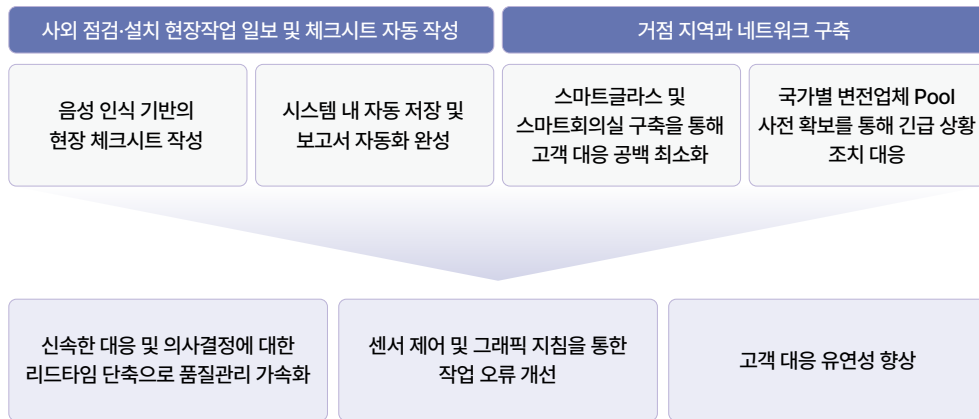 사외 점검·설치 현장작업 일보 및 체크시트 자동 작성
거점 지역과 네트워크 구축
음성 인식 기반의
현장 체크시트 작성
시스템 내 자동 저장 및
보고서 자동화 완성
스마트글라스 및
스마트회의실 구축을 통해
고객 대응 공백 최소화
국가별 변전업체 Pool
사전 확보를 통해 긴급 상황
조치 대응
신속한 대응 및 의사결정에 대한
리드타임 단축으로 품질관리 가속화
센서 제어 및 그래픽 지침을 통한
작업 오류 개선
고객 대응 유연성 향상